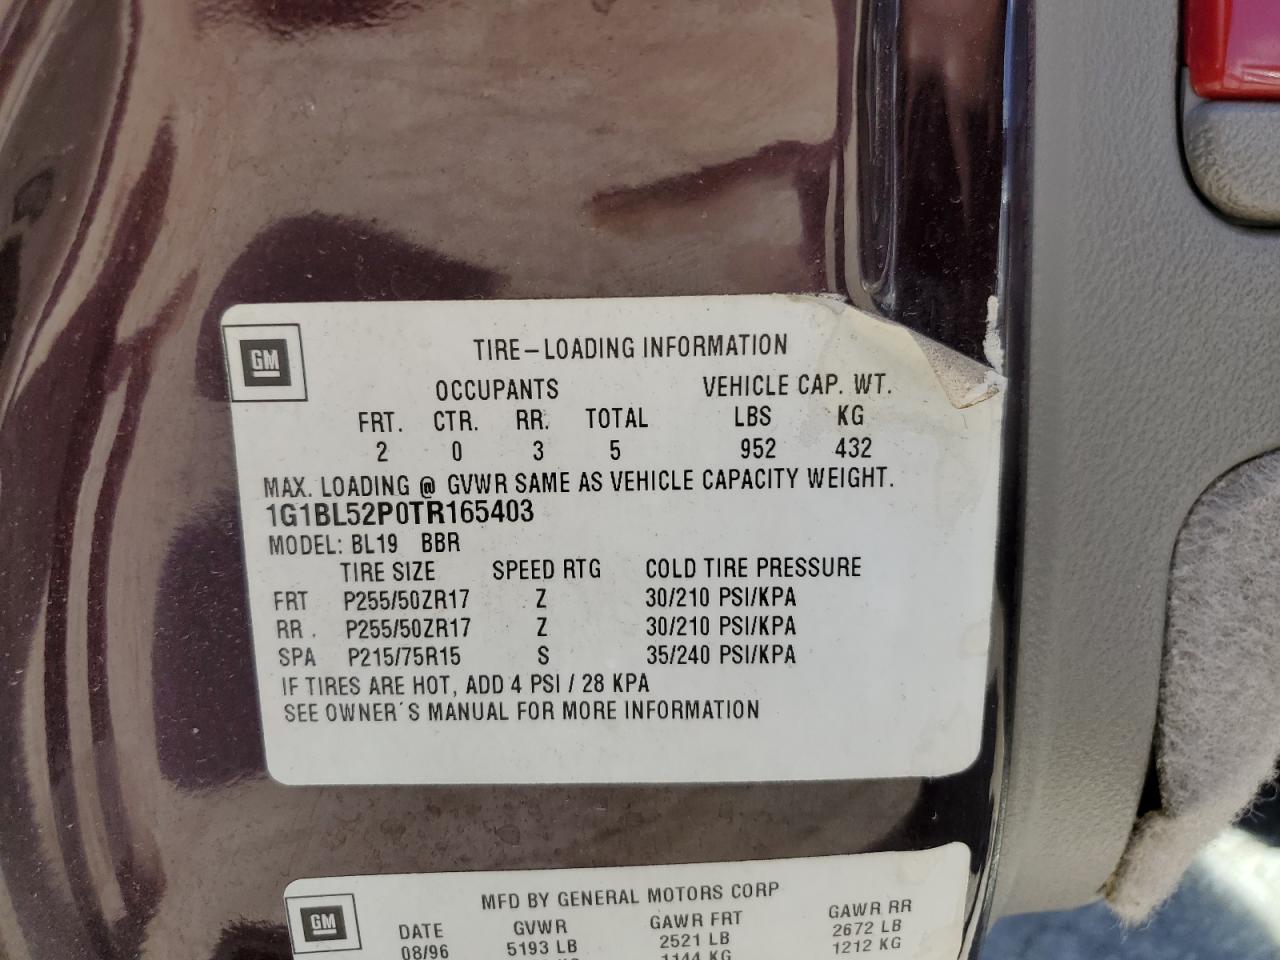 GM
TIRE-LOADING INFORMATION
OCCUPANTS VEHICLE CAP. WT.
FRT. CTR. RR. TOTAL LBS KG
2 0 3 5 952 432
MAX. LOADING @ GVWR SAME AS VEHICLE CAPACITY WEIGHT.
1G1BL52P0TR165403
MODEL: BL19 BBR
TIRE SIZE SPEED RTG COLD TIRE PRESSURE
FRT P255/50ZR17 Z 30/210 PSI/KPA
RR. P255/50ZR17 Z 30/210 PSI/KPA
SPA P215/75R15 S 35/240 PSI/KPA
IF TIRES ARE HOT, ADD 4 PSI / 28 KPA
SEE OWNER'S MANUAL FOR MORE INFORMATION
GM
MFD BY GENERAL MOTORS CORP
DATE GVWR GAWR FRT GAWR RR
08/96 5193 LB 2521 LB 2672 LB
1144 KG 1212 KG